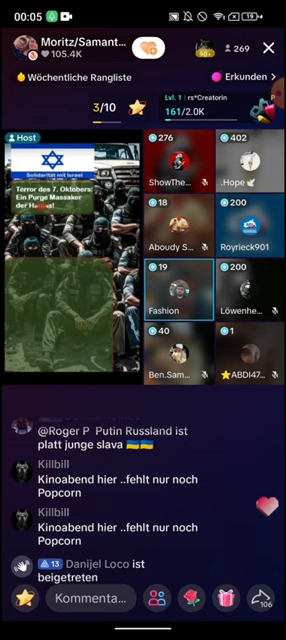 00:05
19
Moritz/Samant...
105.4K
269
Wöchentliche Rangliste
Erkunden >
3/10
Lvl. 1 | rs*Creatorin
161/2.0K
P
Host
Solidarität mit Israel
Terror des 7. Oktobers:
Ein Purge Massaker
der Hamas!
276
ShowThe...
402
.Hope
18
Aboudy S...
200
Royrieck901
19
Fashion
200
Löwenhe...
40
Ben.Sam...
1
ABDI47...
@Roger P Putin Russland ist
platt junge slava
Killbill
Kinoabend hier ..fehlt nur noch
Popcorn
Killbill
Kinoabend hier ..fehlt nur noch
Popcorn
13 Danijel Loco ist
beigetreten
Kommenta...
106